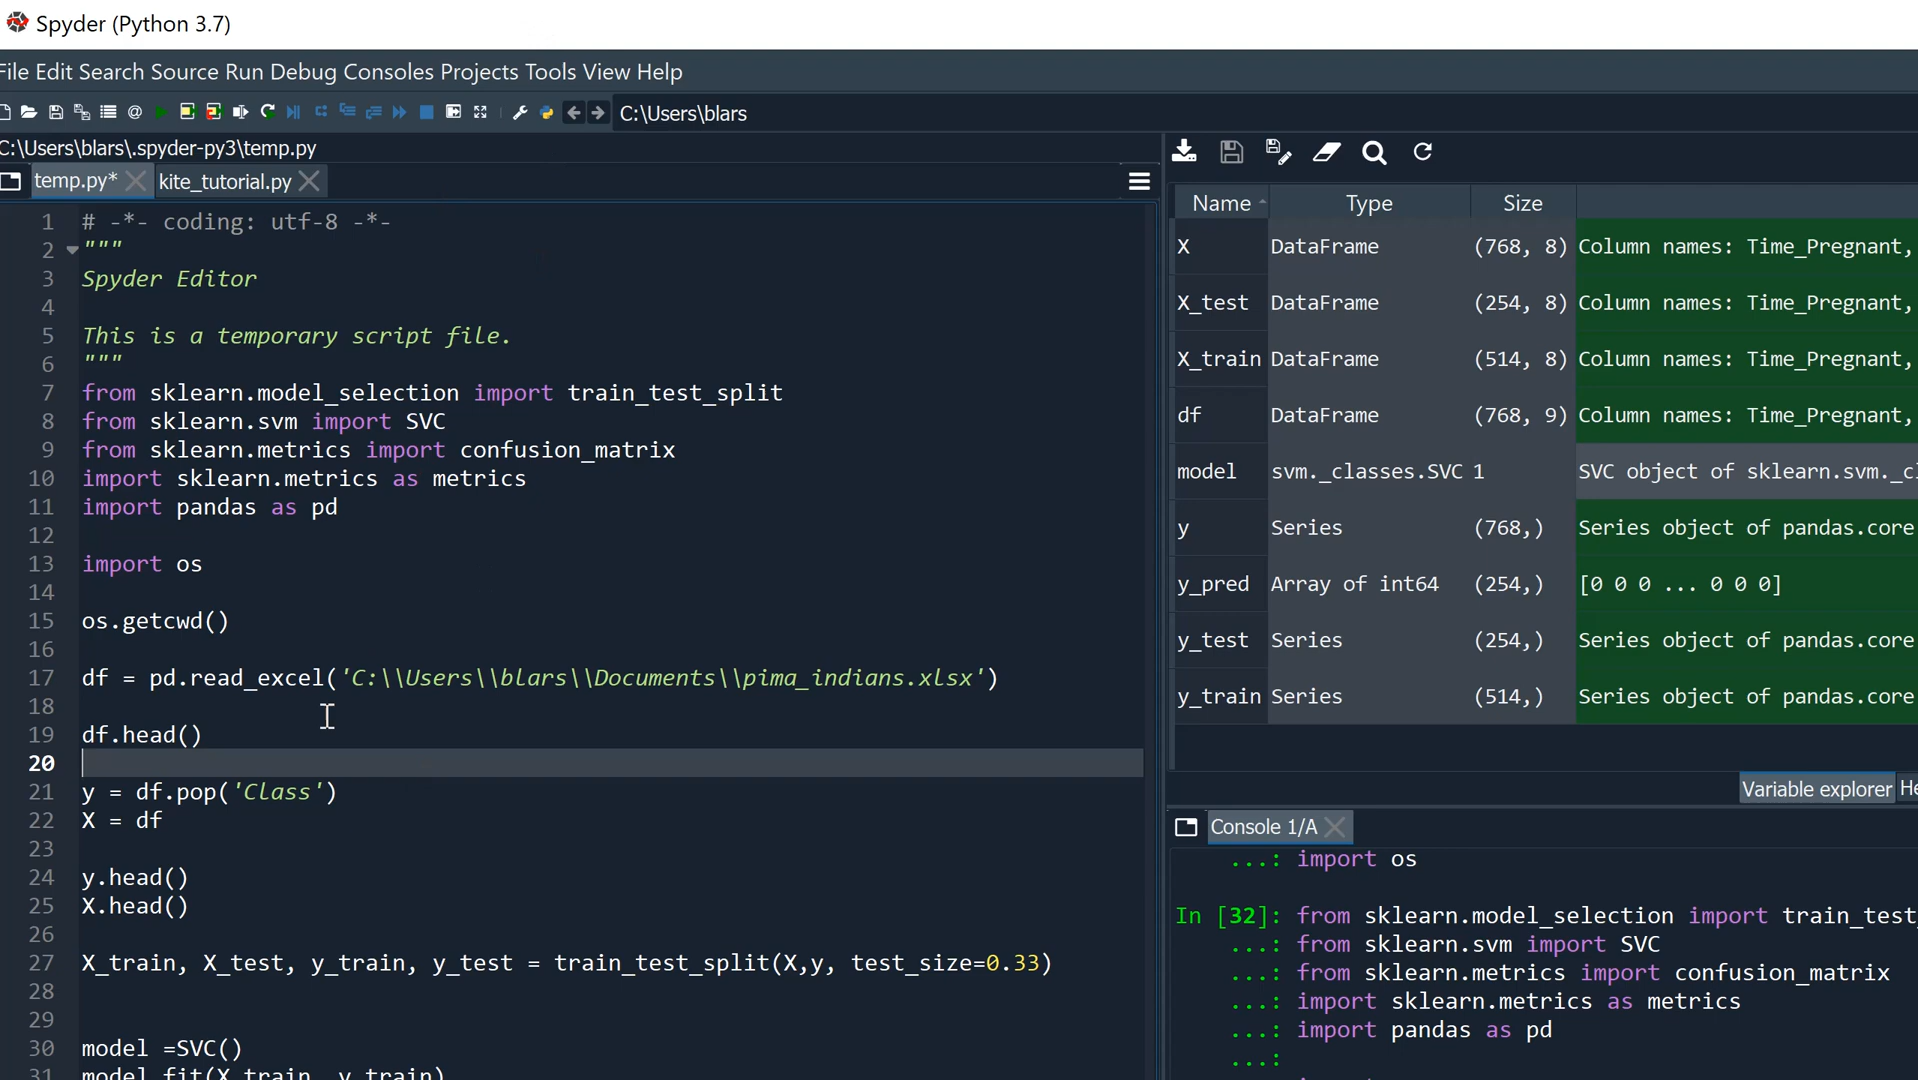 Spyder (Python 3.7)
File Edit Search Source Run Debug Consoles Projects Tools View Help
C:\Users\blars
C:\Users\blars\.spyder-py3\temp.py
temp.py*
kite_tutorial.py
1 # -*- coding: utf-8 -*-
2 """
3 Spyder Editor
4
5 This is a temporary script file.
6 """
7 from sklearn.model_selection import train_test_split
8 from sklearn.svm import SVC
9 from sklearn.metrics import confusion_matrix
10 import sklearn.metrics as metrics
11 import pandas as pd
12
13 import os
14
15 os.getcwd()
16
17 df = pd.read_excel('C:\\Users\\blars\\Documents\\pima_indians.xlsx')
18
19 df.head()
20
21 y = df.pop('Class')
22 X = df
23
24 y.head()
25 X.head()
26
27 X_train, X_test, y_train, y_test = train_test_split(X,y, test_size=0.33)
28
29
30 model =SVC()
31 model.fit(X_train, y_train)
Name Type Size
X DataFrame (768, 8) Column names: Time_Pregnant,
X_test DataFrame (254, 8) Column names: Time_Pregnant,
X_train DataFrame (514, 8) Column names: Time_Pregnant,
df DataFrame (768, 9) Column names: Time_Pregnant,
model svm._classes.SVC 1 SVC object of sklearn.svm._cl
y Series (768,) Series object of pandas.core
y_pred Array of int64 (254,) [0 0 0 ... 0 0 0]
y_test Series (254,) Series object of pandas.core
y_train Series (514,) Series object of pandas.core
Variable explorer He
Console 1/A
...: import os
In [32]: from sklearn.model_selection import train_test_
...: from sklearn.svm import SVC
...: from sklearn.metrics import confusion_matrix
...: import sklearn.metrics as metrics
...: import pandas as pd
...: